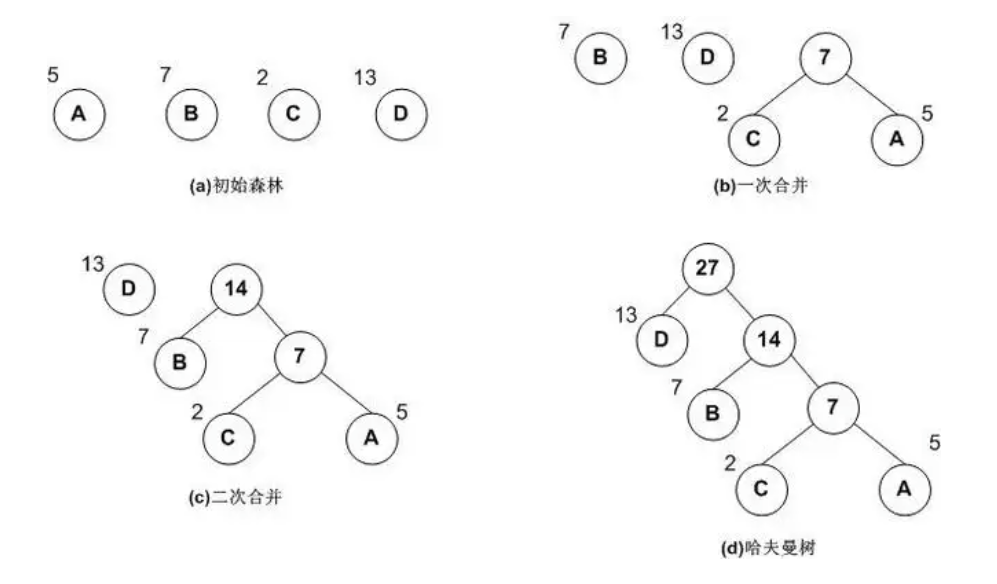 5 7 2 13
A B C D
(a)初始森林
7 13
B D 7
2 5
C A
(b)一次合并
13
D 14
7
B 7
2 5
C A
(c)二次合并
27
13
D 14
7
B 7
5
2
C A
(d)哈夫曼树